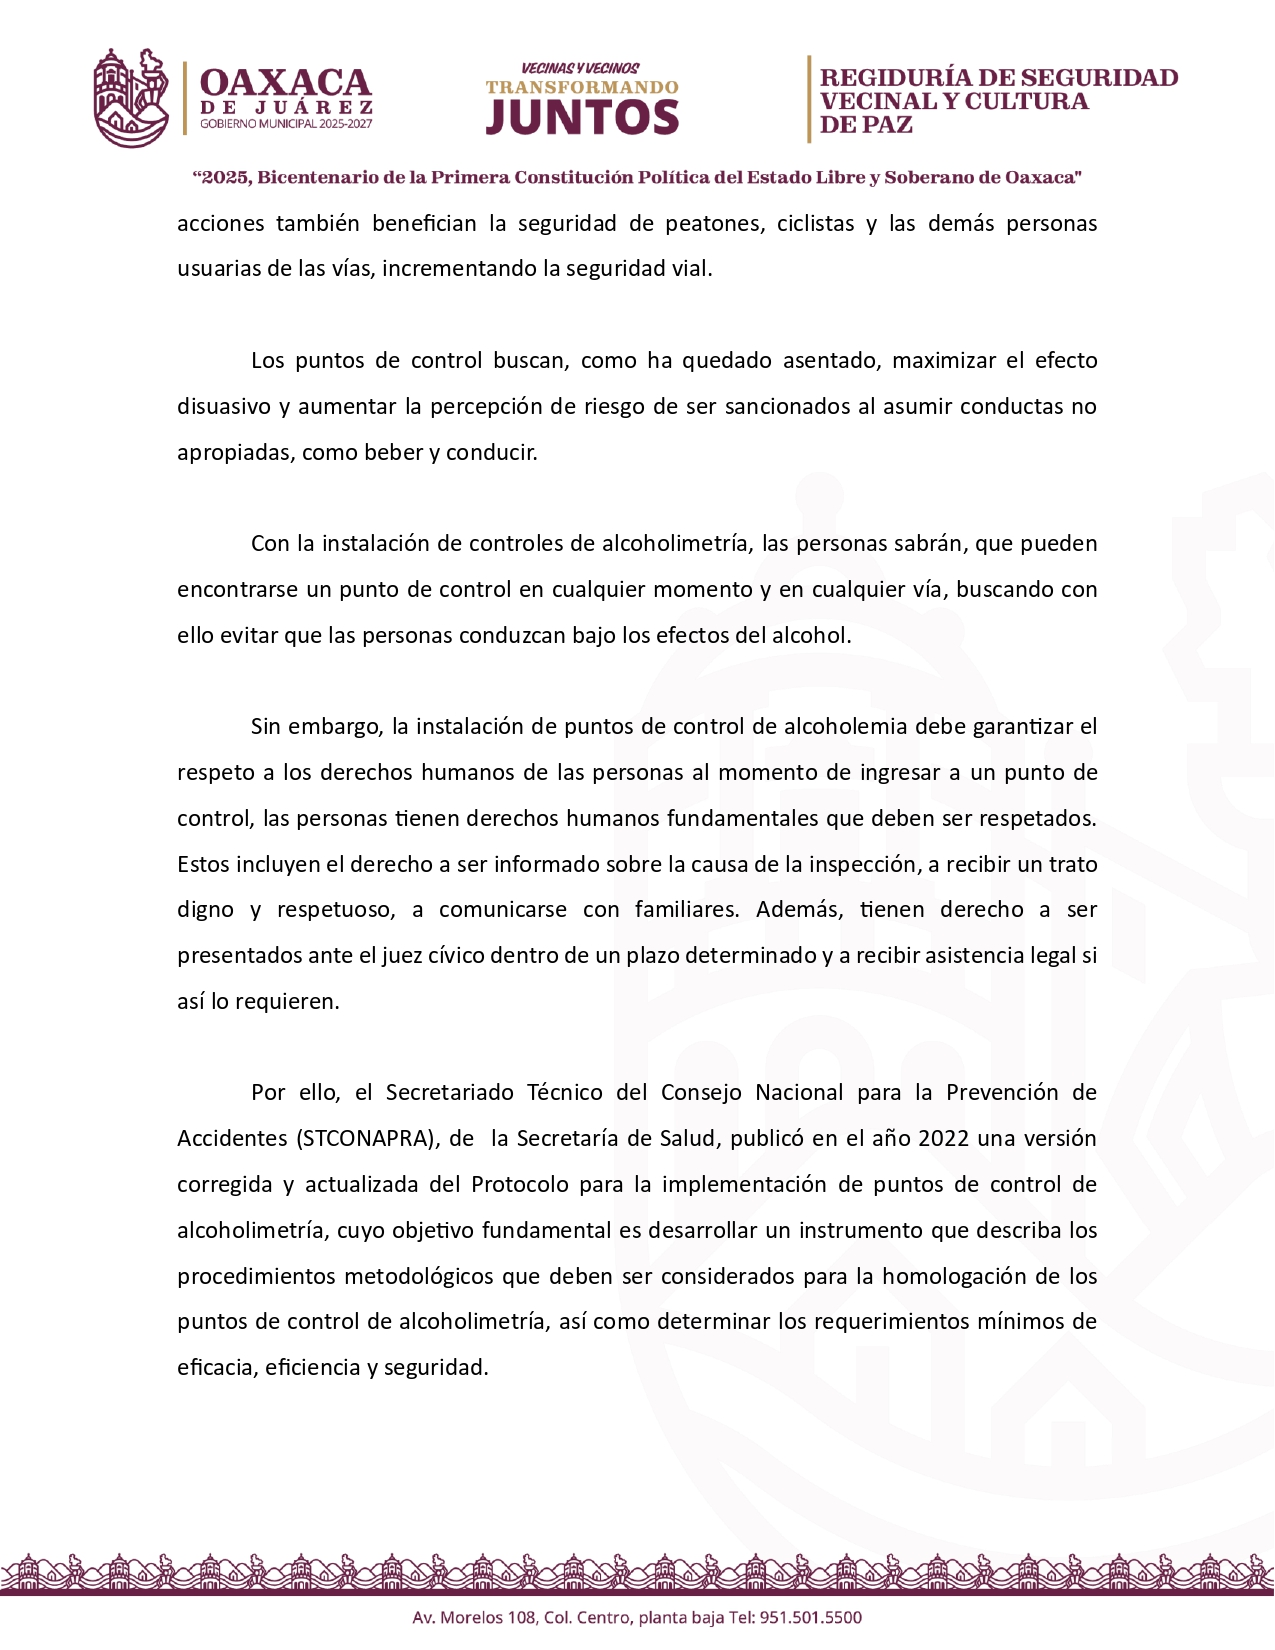 OAXACA
DE JUÁREZ
GOBIERNO MUNICIPAL 2025-2027
VECINAS Y VECINOS
TRANSFORMANDO
JUNTOS
REGIDURÍA DE SEGURIDAD
VECINAL Y CULTURA
DE PAZ
“2025, Bicentenario de la Primera Constitución Política del Estado Libre y Soberano de Oaxaca"
acciones también benefician la seguridad de peatones, ciclistas y las demás personas
usuarias de las vías, incrementando la seguridad vial.
Los puntos de control buscan, como ha quedado asentado, maximizar el efecto
disuasivo y aumentar la percepción de riesgo de ser sancionados al asumir conductas no
apropiadas, como beber y conducir.
Con la instalación de controles de alcoholimetría, las personas sabrán, que pueden
encontrarse un punto de control en cualquier momento y en cualquier vía, buscando con
ello evitar que las personas conduzcan bajo los efectos del alcohol.
Sin embargo, la instalación de puntos de control de alcoholemia debe garantizar el
respeto a los derechos humanos de las personas al momento de ingresar a un punto de
control, las personas tienen derechos humanos fundamentales que deben ser respetados.
Estos incluyen el derecho a ser informado sobre la causa de la inspección, a recibir un trato
digno y respetuoso, a comunicarse con familiares. Además, tienen derecho a ser
presentados ante el juez cívico dentro de un plazo determinado y a recibir asistencia legal si
así lo requieren.
Por ello, el Secretariado Técnico del Consejo Nacional para la Prevención de
Accidentes (STCONAPRA), de la Secretaría de Salud, publicó en el año 2022 una versión
corregida y actualizada del Protocolo para la implementación de puntos de control de
alcoholimetría, cuyo objetivo fundamental es desarrollar un instrumento que describa los
procedimientos metodológicos que deben ser considerados para la homologación de los
puntos de control de alcoholimetría, así como determinar los requerimientos mínimos de
eficacia, eficiencia y seguridad.
Av. Morelos 108, Col. Centro, planta baja Tel: 951.501.5500